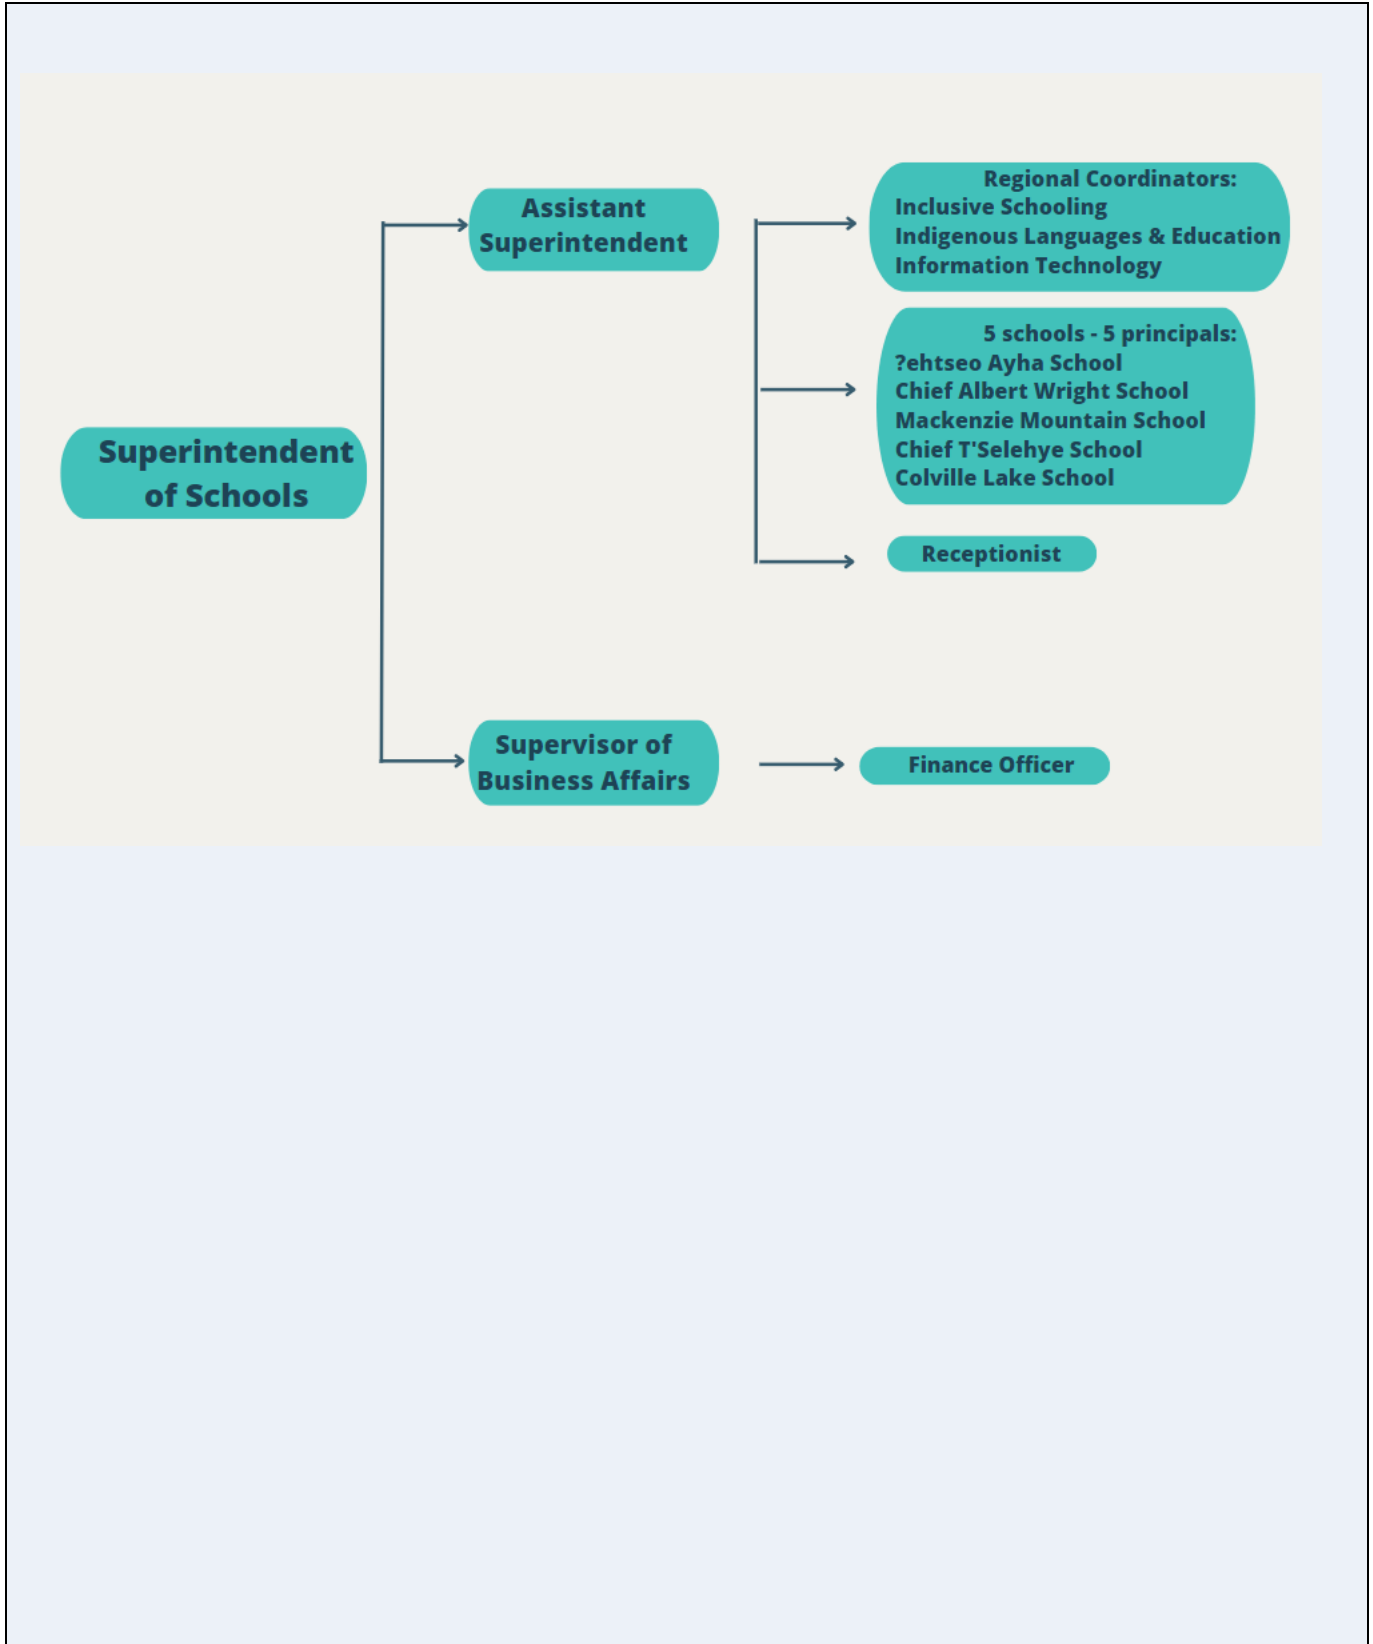 Superintendent
of Schools
Assistant
Superintendent
Regional Coordinators:
Inclusive Schooling
Indigenous Languages & Education
Information Technology
5 schools - 5 principals:
?ehtseo Ayha School
Chief Albert Wright School
Mackenzie Mountain School
Chief T'Selehye School
Colville Lake School
Receptionist
Supervisor of
Business Affairs
Finance Officer